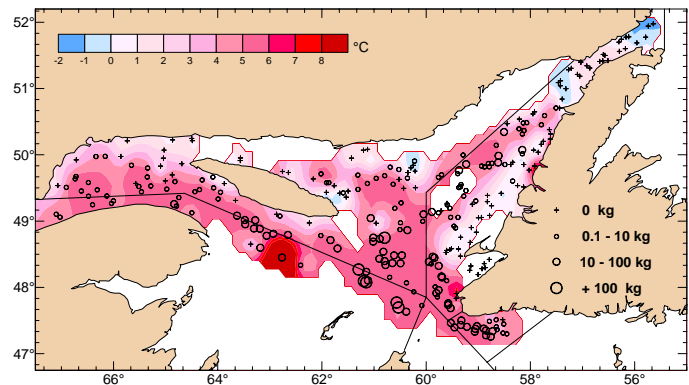 52°
-2 -1 0 1 2 3 4 5 6 7 8 °C
51°
50°
49°
+ 0 kg
0.1 - 10 kg
10 - 100 kg
+ 100 kg
48°
47°
66° 64° 62° 60° 58° 56°